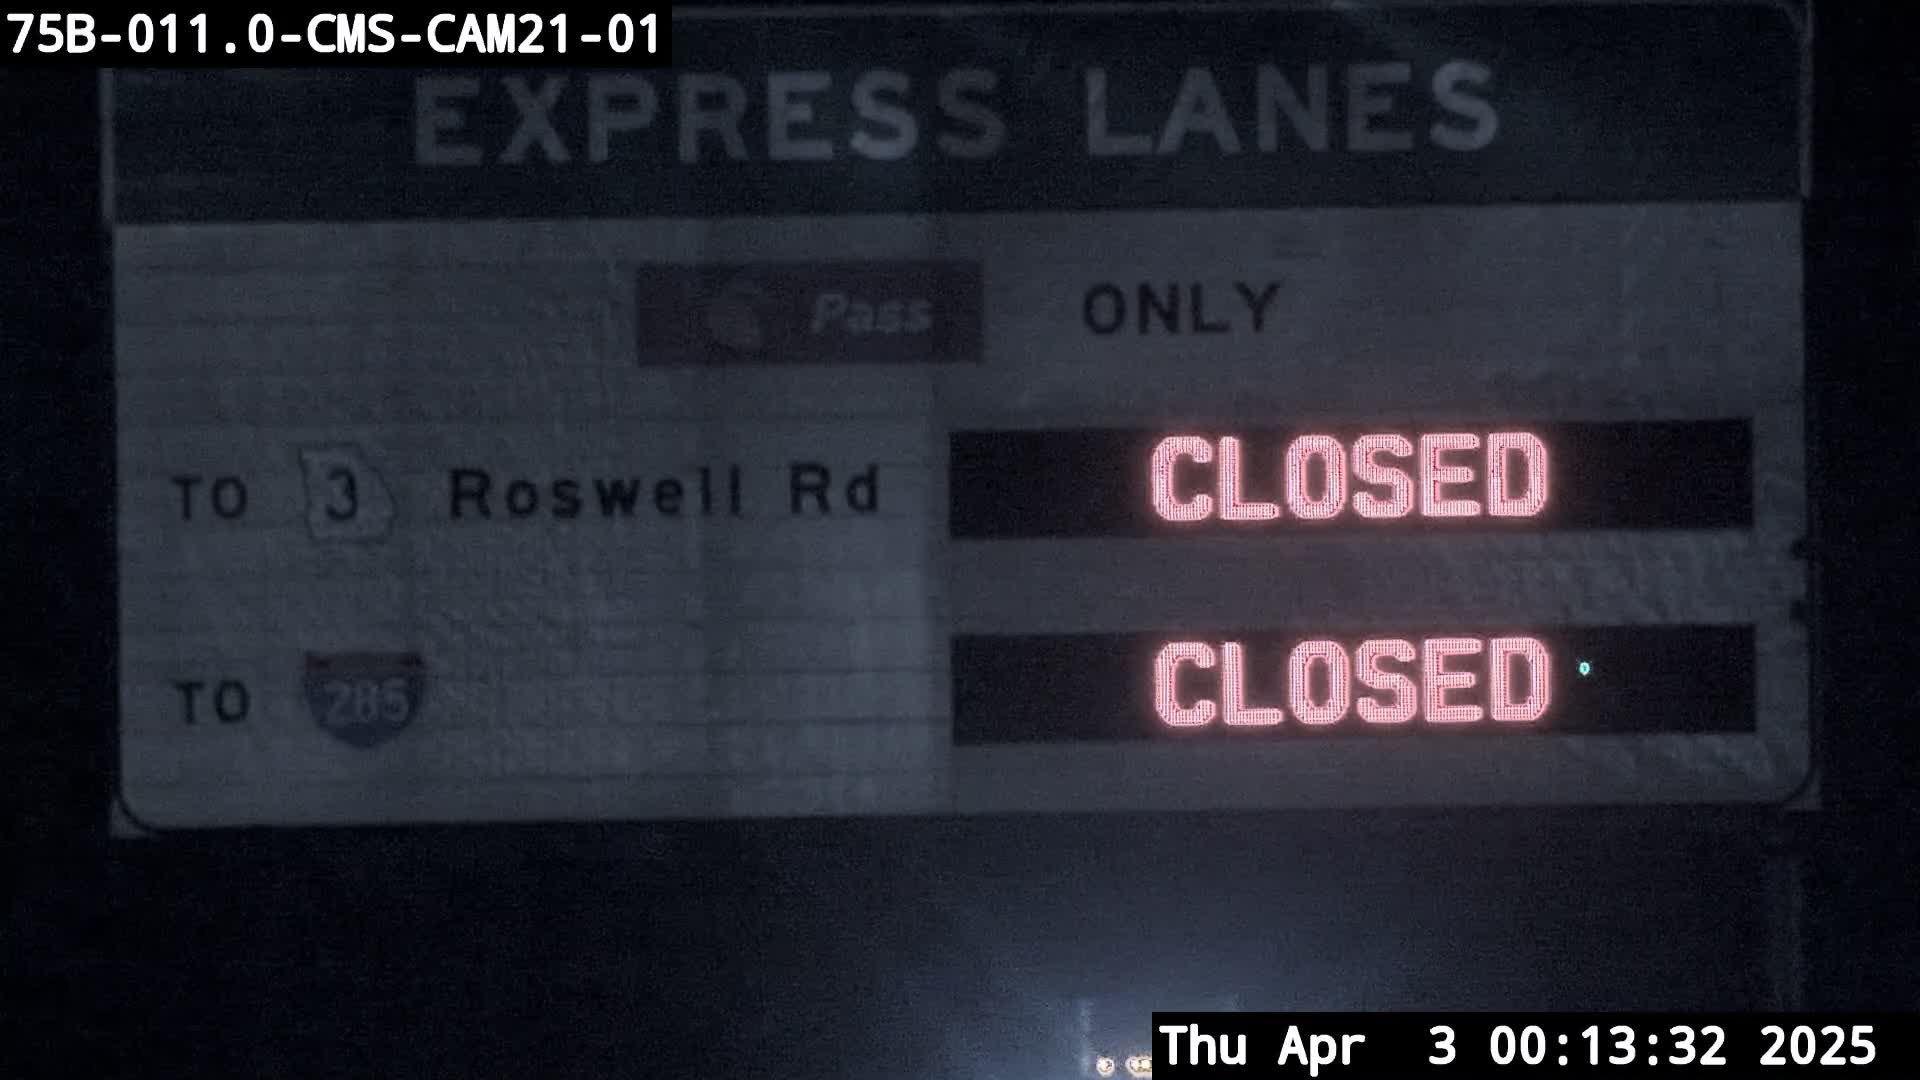 75B-011.0-CMS-CAM21-01
EXPRESS LANES
Pass ONLY
TO 3 Roswell Rd CLOSED
TO 285 CLOSED
Thu Apr 3 00:13:32 2025